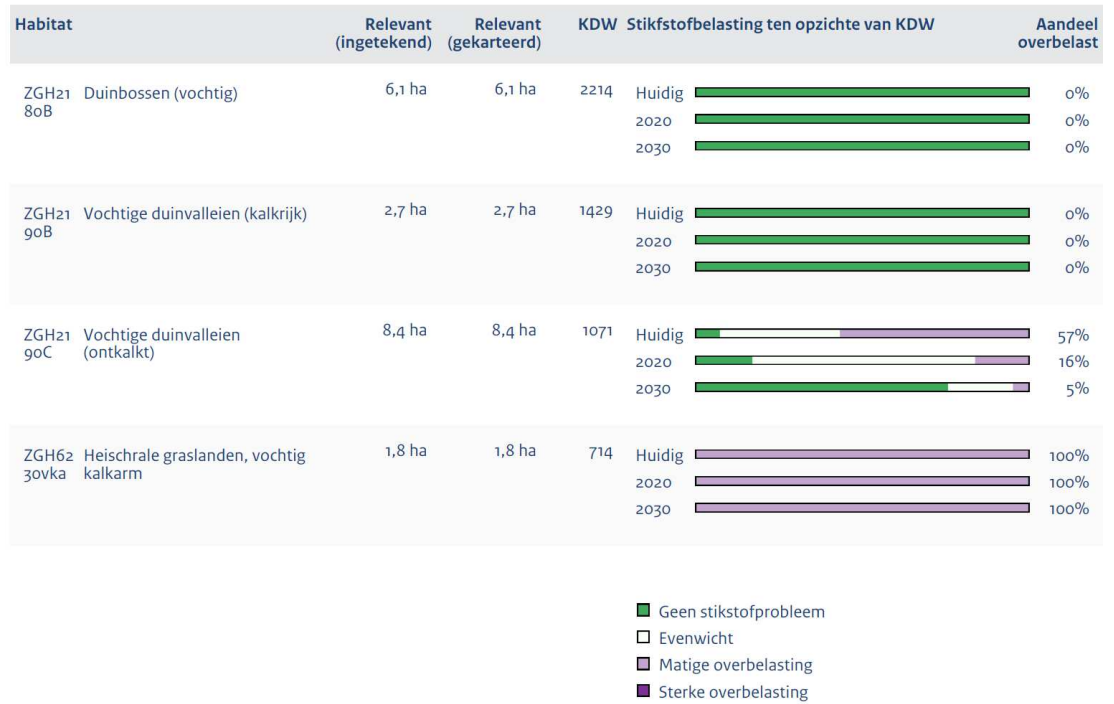 Habitat Relevant Relevant KDW Stikfstofbelasting ten opzichte van KDW Aandeel
(ingetekend) (gekarteerd) overbelast
ZGH21 Duinbossen (vochtig) 6,1 ha 6,1 ha 2214 Huidig 0%
80B 2020 0%
2030 0%
ZGH21 Vochtige duinvalleien (kalkrijk) 2,7 ha 2,7 ha 1429 Huidig 0%
90B 2020 0%
2030 0%
ZGH21 Vochtige duinvalleien 8,4 ha 8,4 ha 1071 Huidig 57%
90C (ontkalkt) 2020 16%
2030 5%
ZGH62 Heischrale graslanden, vochtig 1,8 ha 1,8 ha 714 Huidig 100%
30vka kalkarm 2020 100%
2030 100%
Geen stikstofprobleem
Evenwicht
Matige overbelasting
Sterke overbelasting